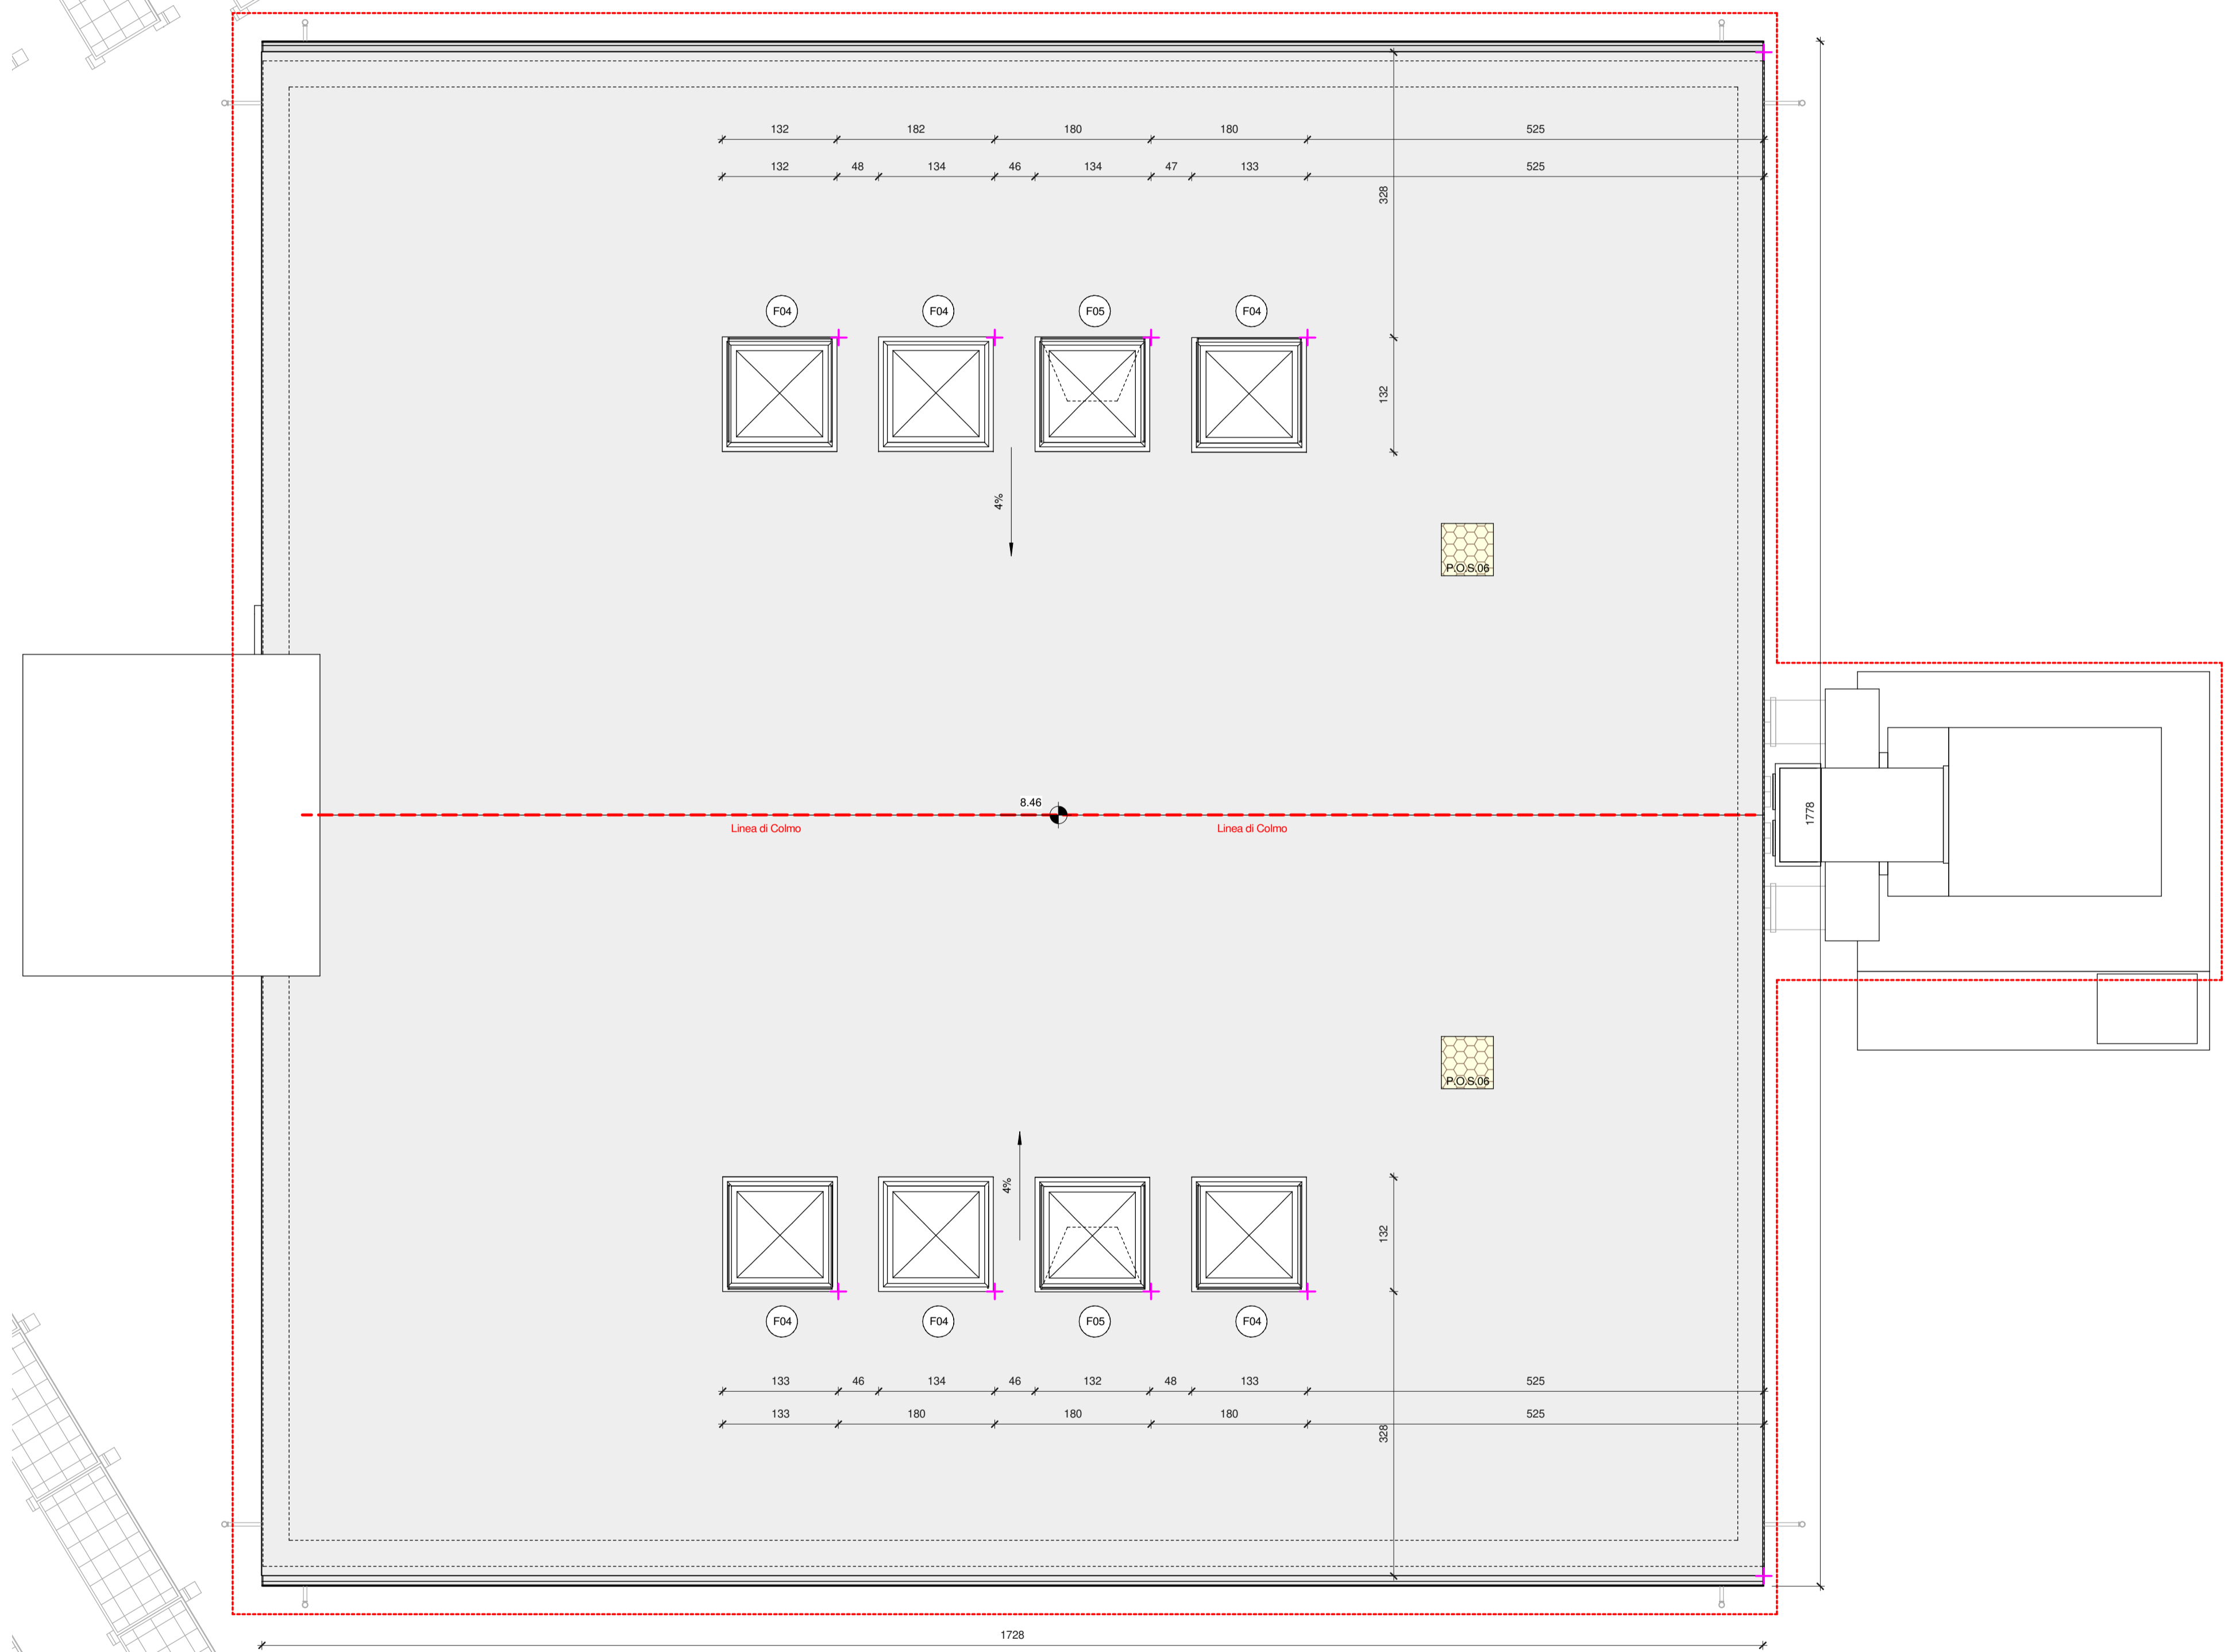 132 182 180 180 525
132 48 134 46 134 47 133 525
328
F04 F04 F05 F04
132
4%
P.O.S.06
8.46
1778
Linea di Colmo Linea di Colmo
P.O.S.06
4%
132
F04 F04 F05 F04
133 46 134 46 132 48 133 525
133 180 180 180 525
328
1728